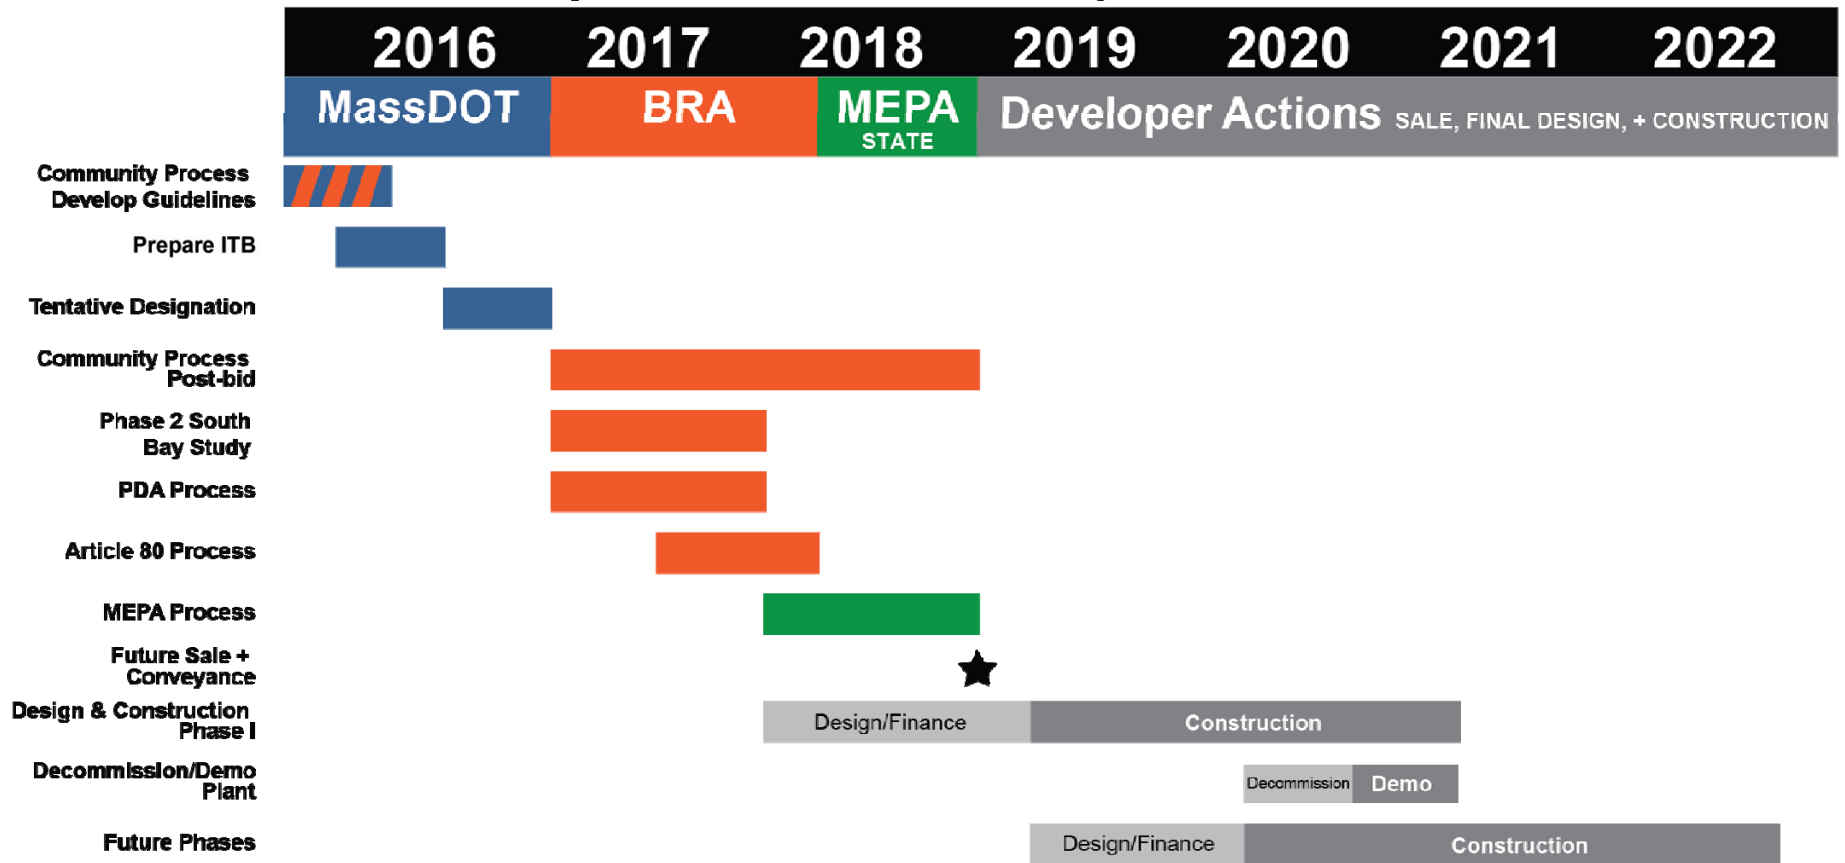 2016 2017 2018 2019 2020 2021 2022
MassDOT BRA MEPA STATE Developer Actions SALE, FINAL DESIGN, + CONSTRUCTION
Community Process
Develop Guidelines
Prepare ITB
Tentative Designation
Community Process
Post-bid
Phase 2 South
Bay Study
PDA Process
Article 80 Process
MEPA Process
Future Sale +
Conveyance
Design & Construction
Phase I
Design/Finance Construction
Decommission/Demo
Plant
Decommission Demo
Future Phases Design/Finance Construction